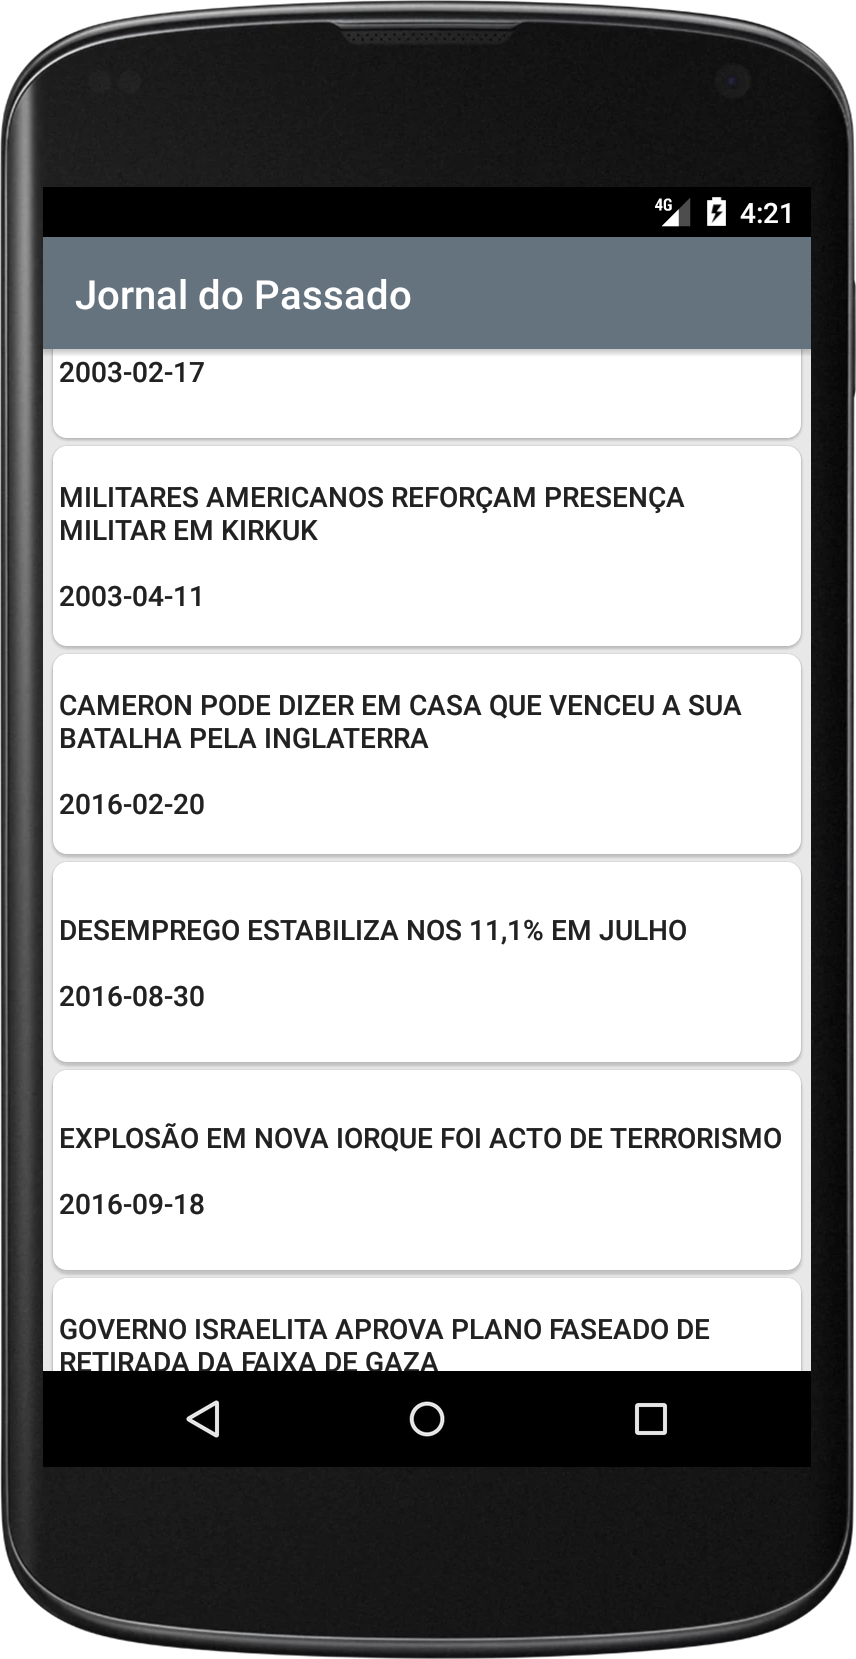 4G 4:21
Jornal do Passado
2003-02-17
MILITARES AMERICANOS REFORÇAM PRESENÇA
MILITAR EM KIRKUK
2003-04-11
CAMERON PODE DIZER EM CASA QUE VENCEU A SUA
BATALHA PELA INGLATERRA
2016-02-20
DESEMPREGO ESTABILIZA NOS 11,1% EM JULHO
2016-08-30
EXPLOSÃO EM NOVA IORQUE FOI ACTO DE TERRORISMO
2016-09-18
GOVERNO ISRAELITA APROVA PLANO FASEADO DE
RETIRADA DA FAIXA DE GAZA